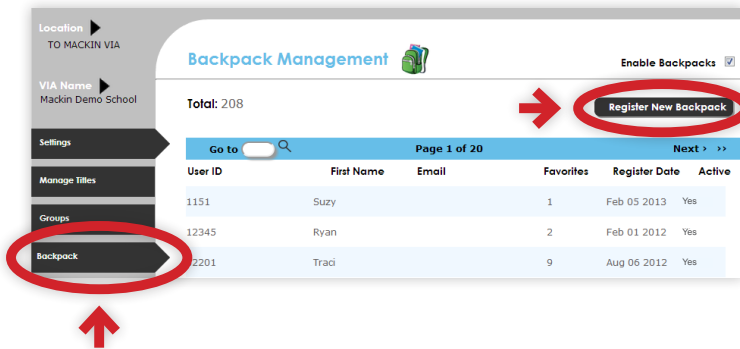 Location
TO MACKIN VIA
VIA Name
Mackin Demo School
Settings
Manage Titles
Groups
Backpack
Backpack Management
Enable Backpacks
Total: 208
Register New Backpack
Go to Page 1 of 20 Next › ››
User ID First Name Email Favorites Register Date Active
1151 Suzy 1 Feb 05 2013 Yes
12345 Ryan 2 Feb 01 2012 Yes
2201 Traci 9 Aug 06 2012 Yes